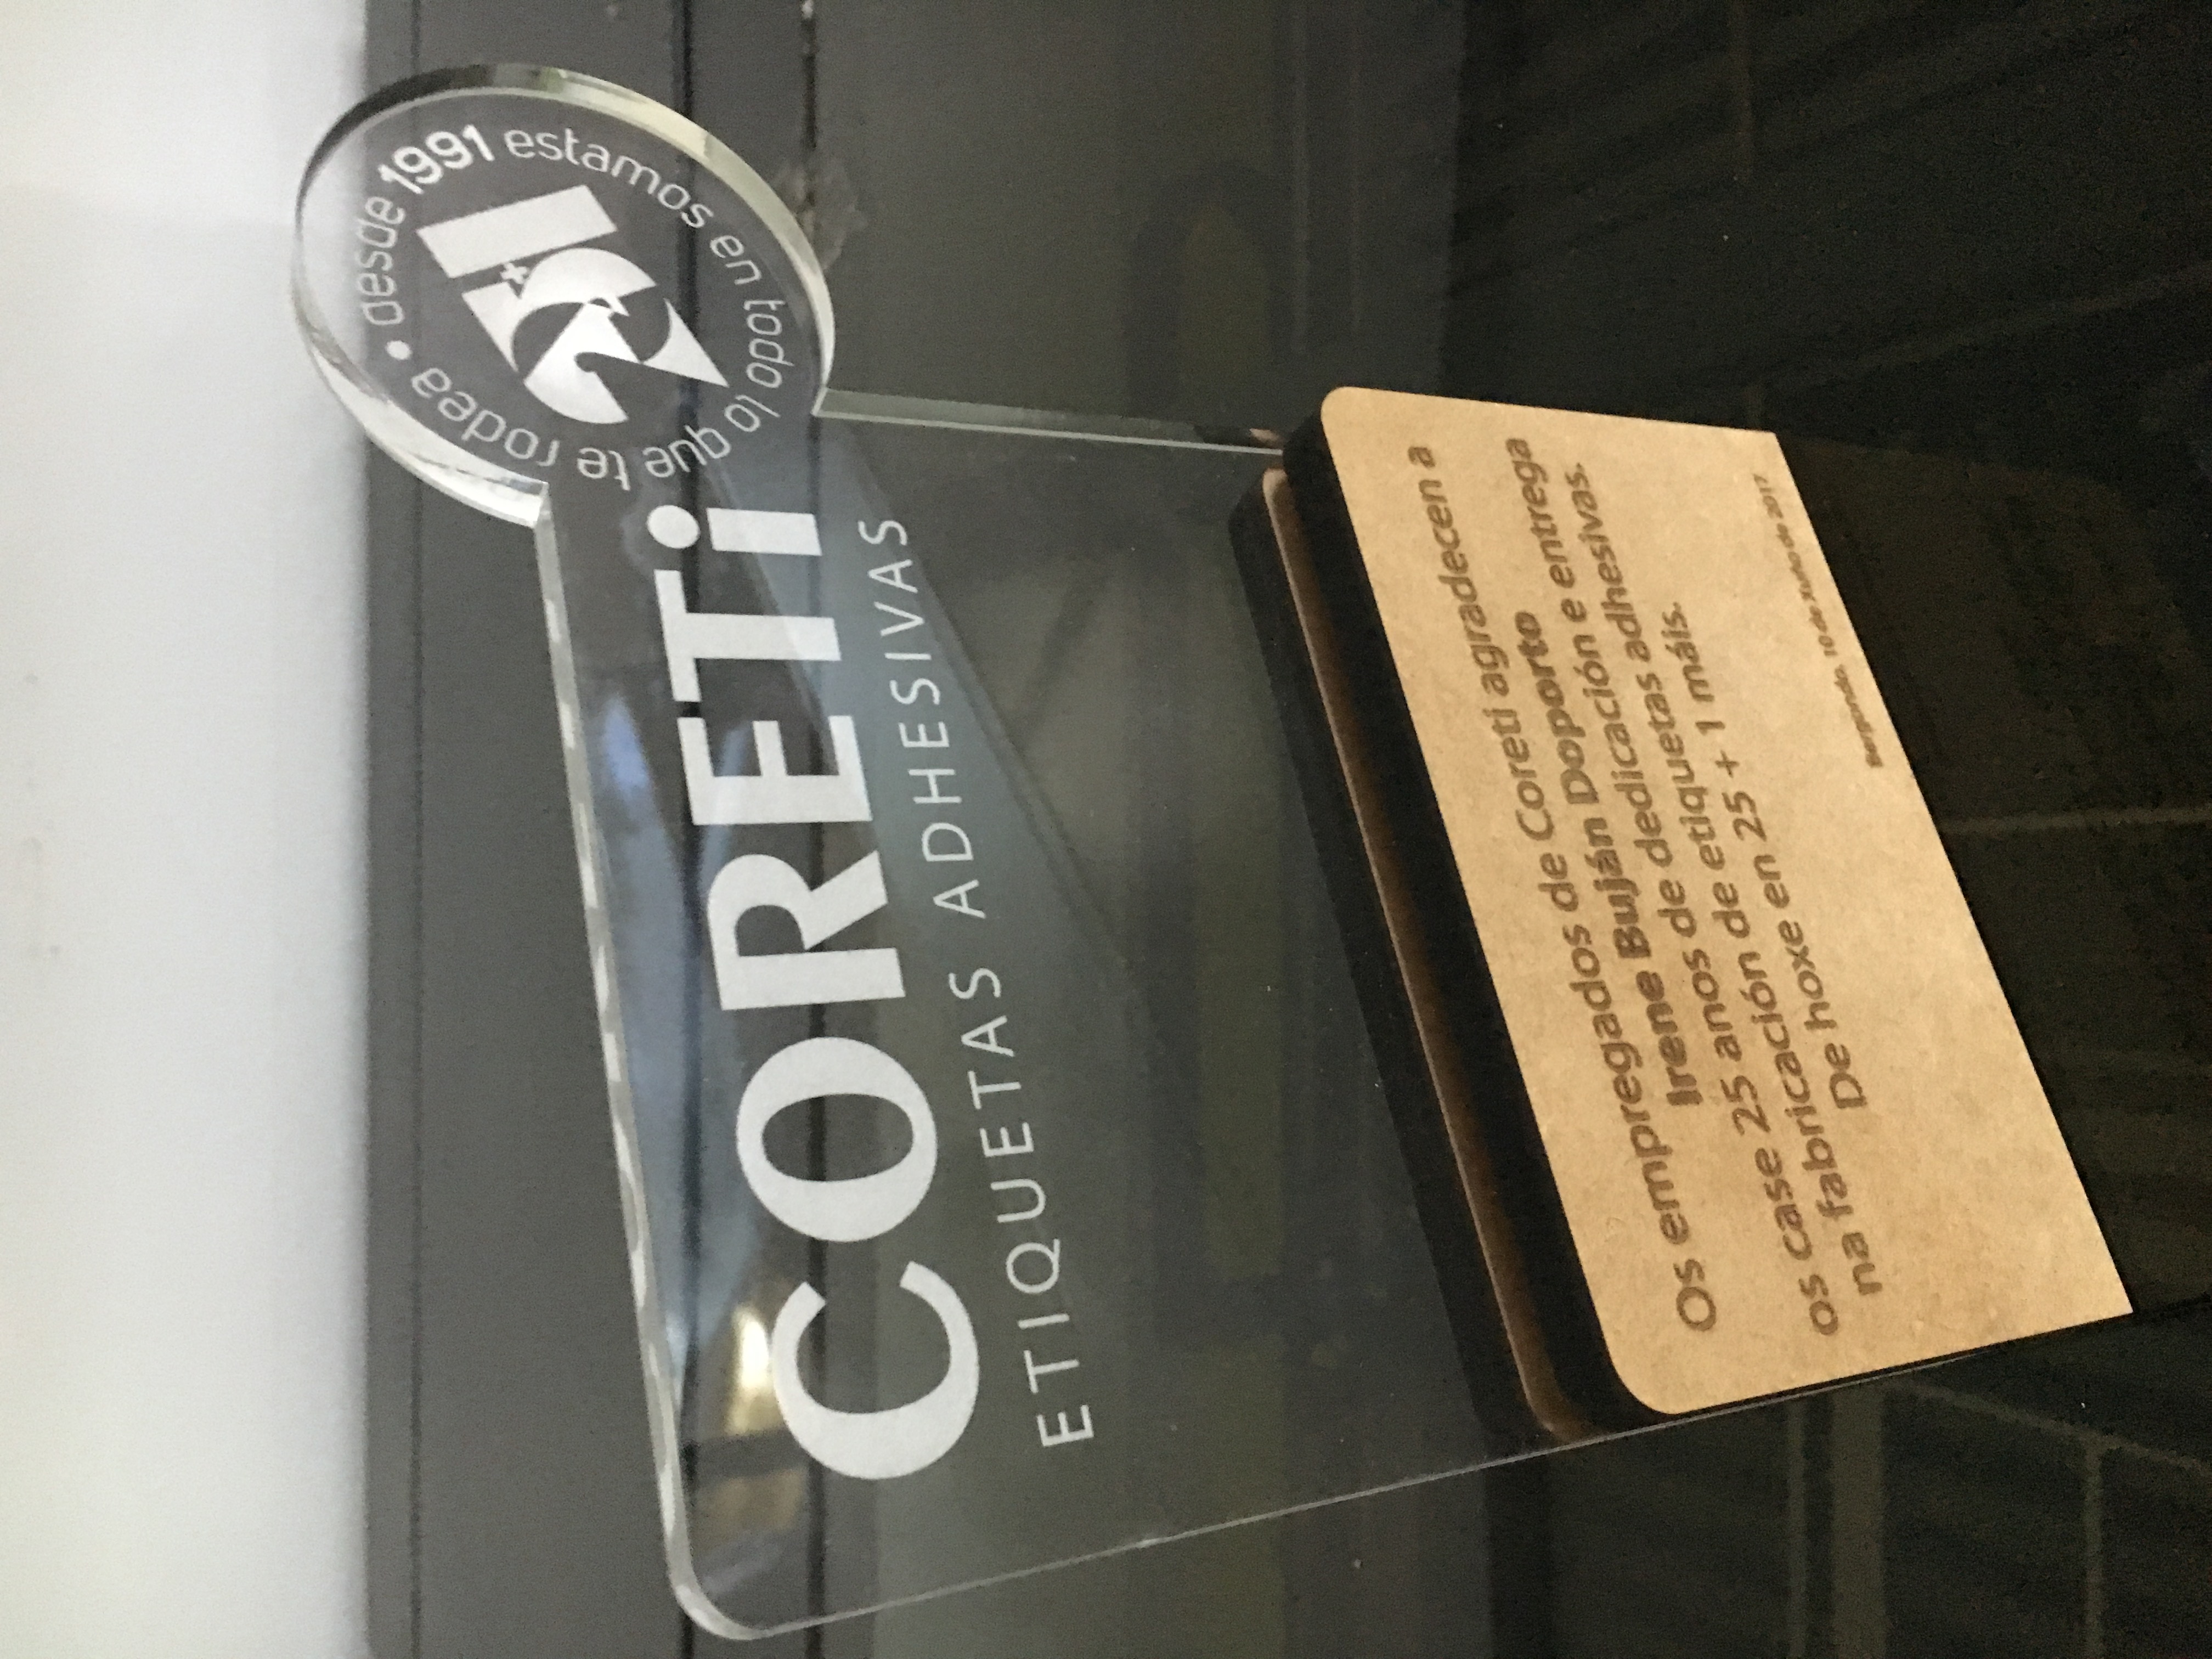 desde 1991 estamos en todo lo que te rodea •
25+1
CORETi
ETIQUETAS ADHESIVAS
Os empregados de Coreti agradecen a
Irene Buján Doporto
os case 25 anos de dedicación e entrega
na fabricación de etiquetas adhesivas.
De hoxe en 25 + 1 máis.
Bergondo, 10 de Xuño de 2017